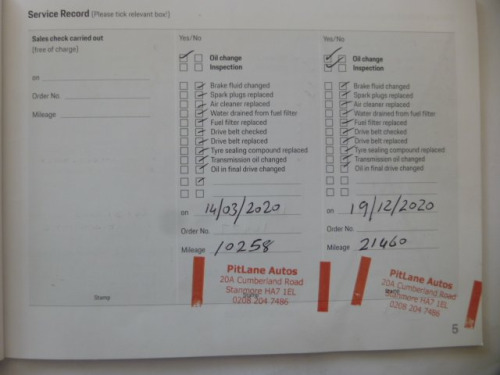 Service Record (Please tick relevant box!)
Sales check carried out
(free of charge)
on
Order No.
Mileage
Stamp
Yes/No
Oil change
Inspection
Brake fluid changed
Spark plugs replaced
Air cleaner replaced
Water drained from fuel filter
Fuel filter replaced
Drive belt checked
Drive belt replaced
Tyre sealing compound replaced
Transmission oil changed
Oil in final drive changed
on 14/03/2020
Order No.
Mileage 10258
PitLane Autos
20A Cumberland Road
Stanmore HA7 1EL
0208 204 7486
Yes/No
Oil change
Inspection
Brake fluid changed
Spark plugs replaced
Air cleaner replaced
Water drained from fuel filter
Fuel filter replaced
Drive belt checked
Drive belt replaced
Tyre sealing compound replaced
Transmission oil changed
Oil in final drive changed
on 19/12/2020
Order No.
Mileage 21460
PitLane Autos
20A Cumberland Road
Stanmore HA7 1EL
0208 204 7486
5